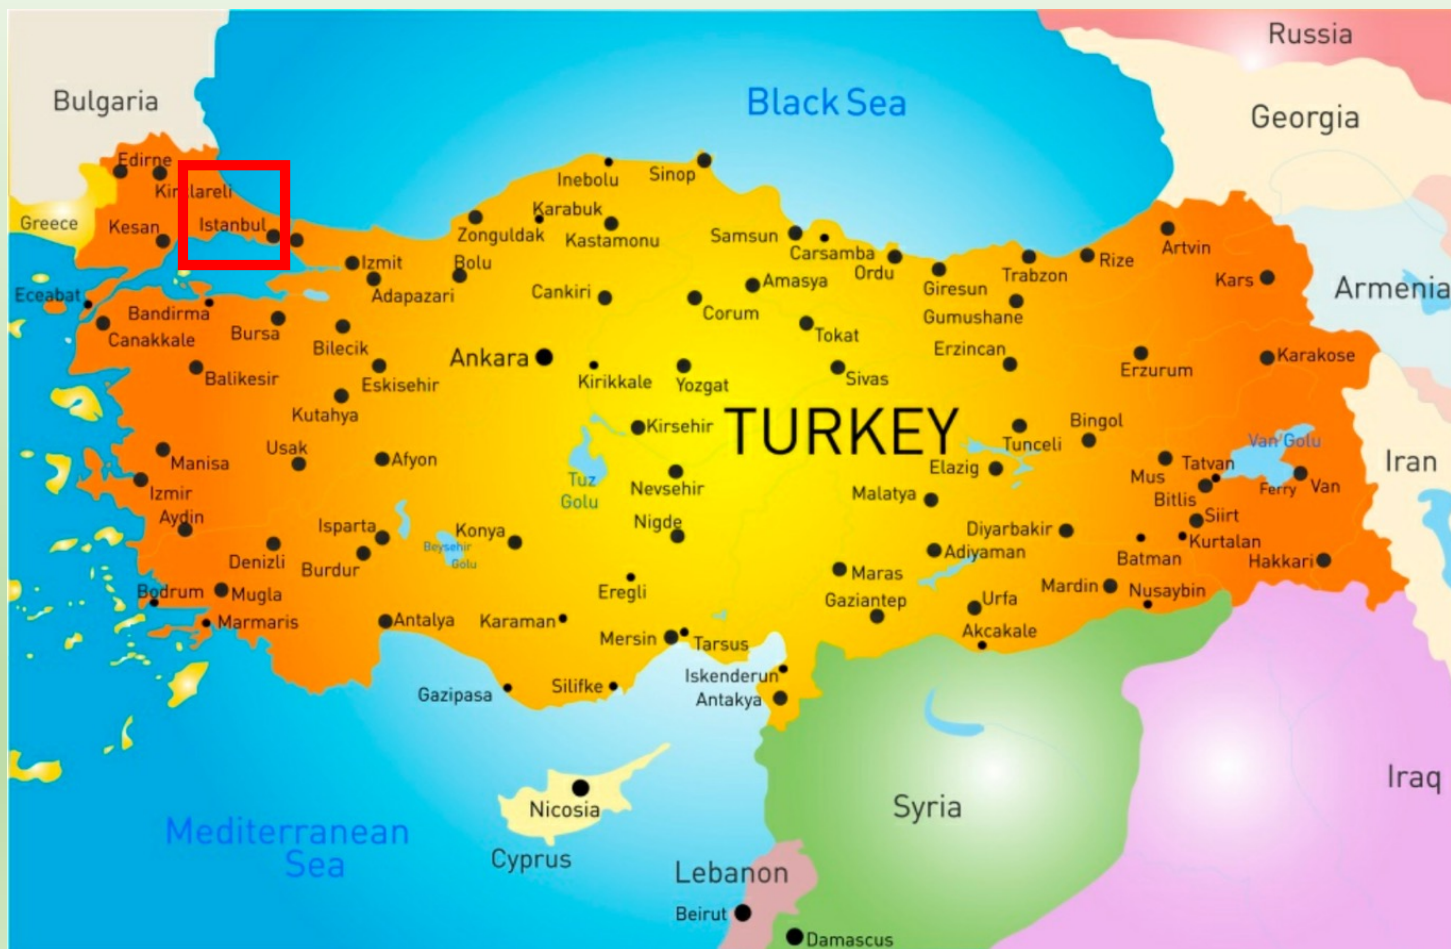 Russia
Bulgaria
Black Sea
Georgia
Edirne
Inebolu
Sinop
Kirklareli
Greece
Kesan
Istanbul
Karabuk
Zonguldak
Kastamonu
Samsun
Carsamba
Artvin
Izmit
Bolu
Ordu
Trabzon
Rize
Kars
Armenia
Eceabat
Adapazari
Cankiri
Amasya
Giresun
Bandirma
Corum
Gumushane
Canakkale
Bursa
Bilecik
Tokat
Erzincan
Karakose
Ankara
Balikesir
Eskisehir
Kirikkale
Yozgat
Sivas
Erzurum
Kutahya
Kirsehir
TURKEY
Bingol
Tunceli
Van Golu
Usak
Manisa
Afyon
Elazig
Mus
Tatvan
Iran
Tuz
Golu
Nevsehir
Malatya
Bitlis
Ferry
Van
Izmir
Aydin
Isparta
Konya
Nigde
Diyarbakir
Siirt
Beysehir
Golu
Adiyaman
Kurtalan
Denizli
Burdur
Batman
Hakkari
Maras
Bodrum
Mugla
Eregli
Gaziantep
Urfa
Mardin
Nusaybin
Marmaris
Antalya
Karaman
Akcakale
Mersin
Tarsus
Iskenderun
Gazipasa
Silifke
Antakya
Iraq
Nicosia
Syria
Mediterranean
Sea
Cyprus
Lebanon
Beirut
Damascus